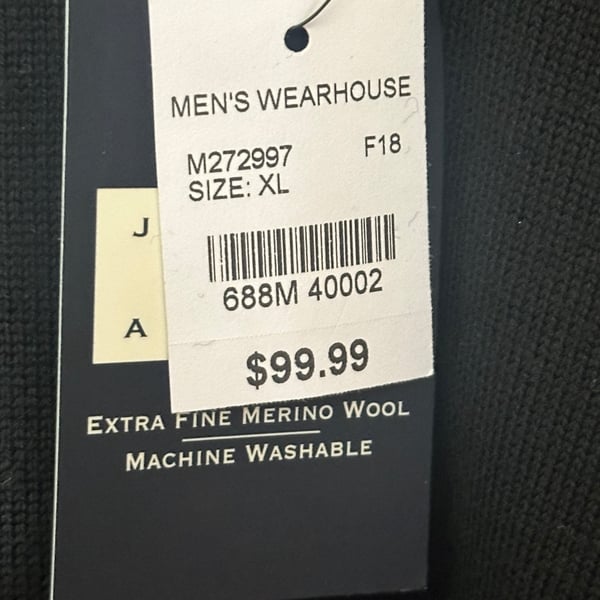 MEN'S WEARHOUSE
M272997 F18
SIZE: XL
688M 40002
$99.99
J
A
EXTRA FINE MERINO WOOL
MACHINE WASHABLE